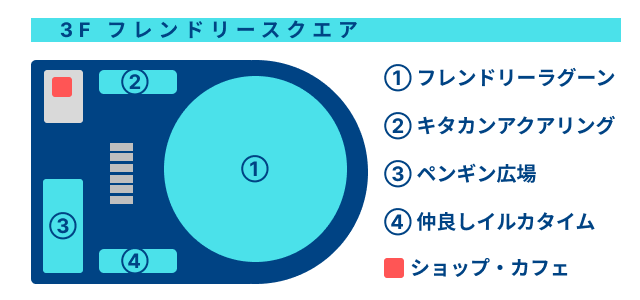 3F フレンドリースクエア
① フレンドリーラグーン
② キタカンアクアリング
③ ペンギン広場
④ 仲良しイルカタイム
ショップ・カフェ
②
①
③
④